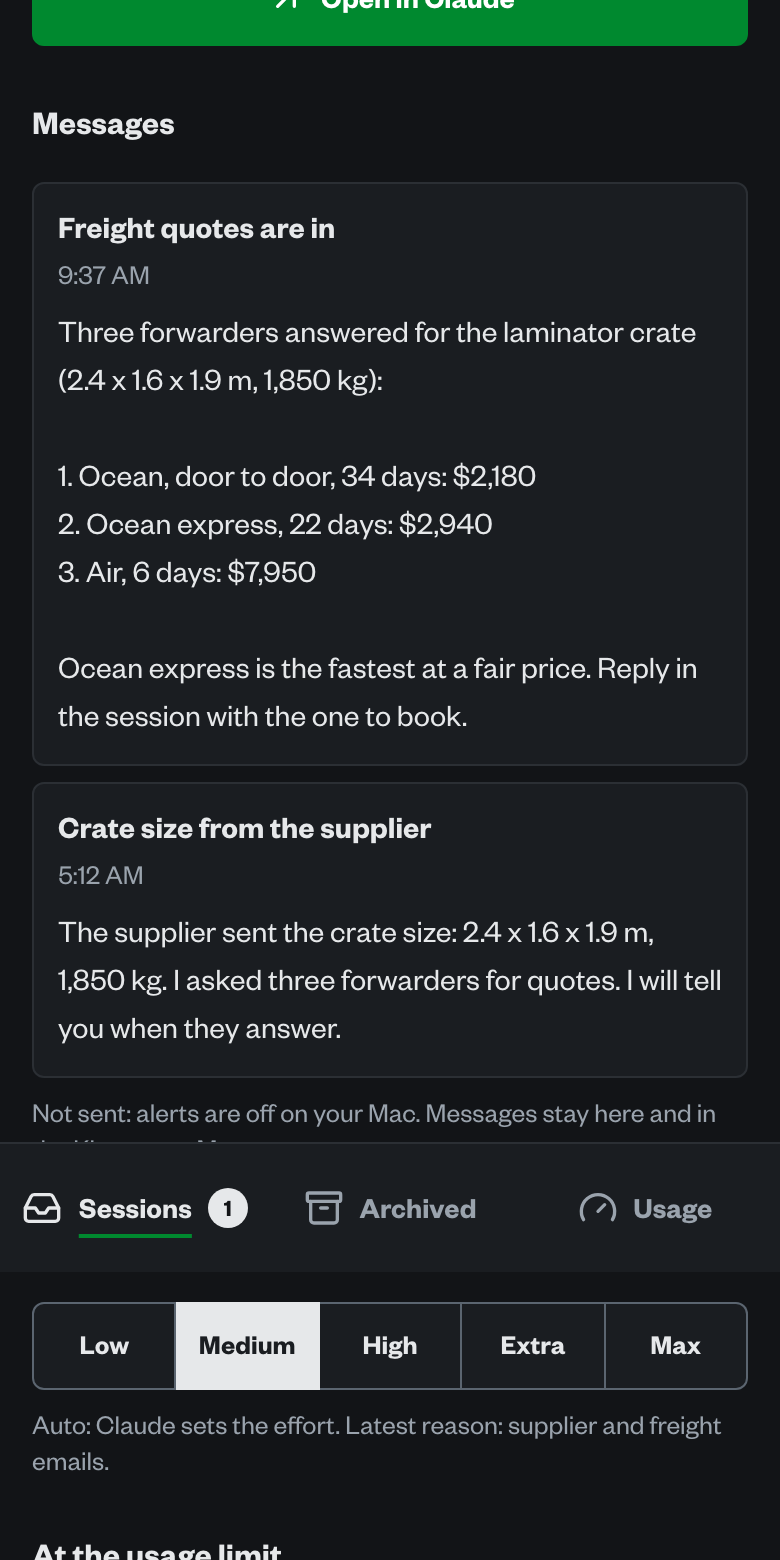 Open in Claude
Messages
Freight quotes are in
9:37 AM
Three forwarders answered for the laminator crate
(2.4 x 1.6 x 1.9 m, 1,850 kg):
1. Ocean, door to door, 34 days: $2,180
2. Ocean express, 22 days: $2,940
3. Air, 6 days: $7,950
Ocean express is the fastest at a fair price. Reply in
the session with the one to book.
Crate size from the supplier
5:12 AM
The supplier sent the crate size: 2.4 x 1.6 x 1.9 m,
1,850 kg. I asked three forwarders for quotes. I will tell
you when they answer.
Not sent: alerts are off on your Mac. Messages stay here and in
Sessions 1 Archived Usage
Low Medium High Extra Max
Auto: Claude sets the effort. Latest reason: supplier and freight
emails.
At the usage limit